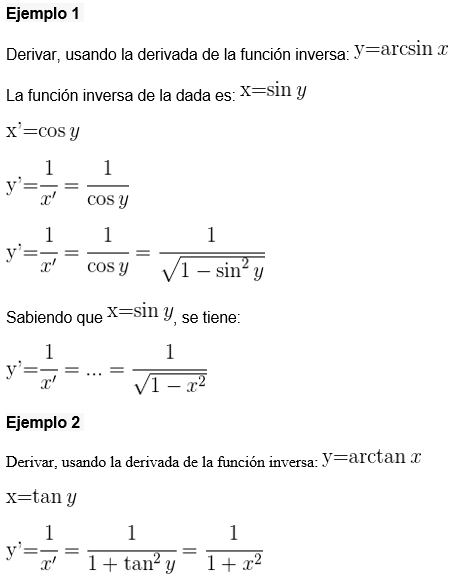 Ejemplo 1
Derivar, usando la derivada de la función inversa: y=arcsin x
La función inversa de la dada es: x=sin y
x'=cos y
y'=\frac{1}{x'} = \frac{1}{\cos y}
y'=\frac{1}{x'} = \frac{1}{\cos y} = \frac{1}{\sqrt{1-\sin^2 y}}
Sabiendo que x=sin y, se tiene:
y'=\frac{1}{x'} = ... = \frac{1}{\sqrt{1-x^2}}
Ejemplo 2
Derivar, usando la derivada de la función inversa: y=arctan x
x=tan y
y'=\frac{1}{x'} = \frac{1}{1+\tan^2 y} = \frac{1}{1+x^2}